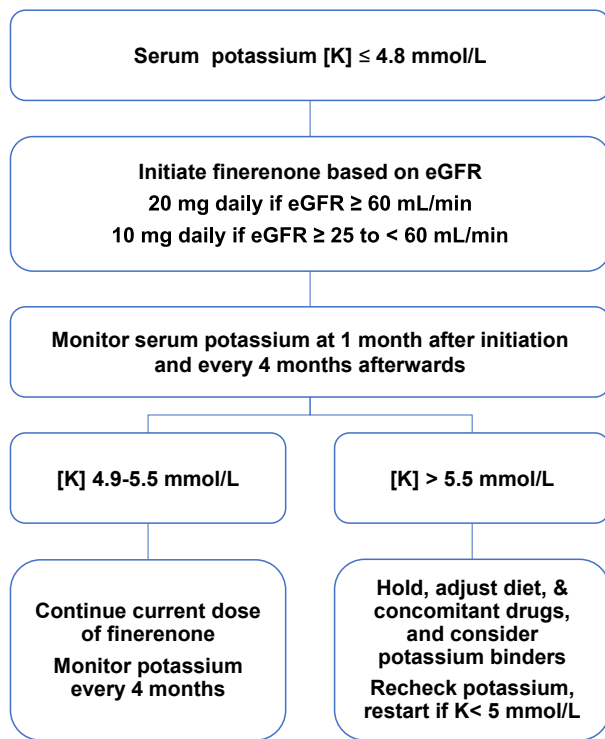 Serum potassium [K] ≤ 4.8 mmol/L
Initiate finerenone based on eGFR
20 mg daily if eGFR ≥ 60 mL/min
10 mg daily if eGFR ≥ 25 to < 60 mL/min
Monitor serum potassium at 1 month after initiation
and every 4 months afterwards
[K] 4.9-5.5 mmol/L
[K] > 5.5 mmol/L
Continue current dose
of finerenone
Monitor potassium
every 4 months
Hold, adjust diet, &
concomitant drugs,
and consider
potassium binders
Recheck potassium,
restart if K< 5 mmol/L